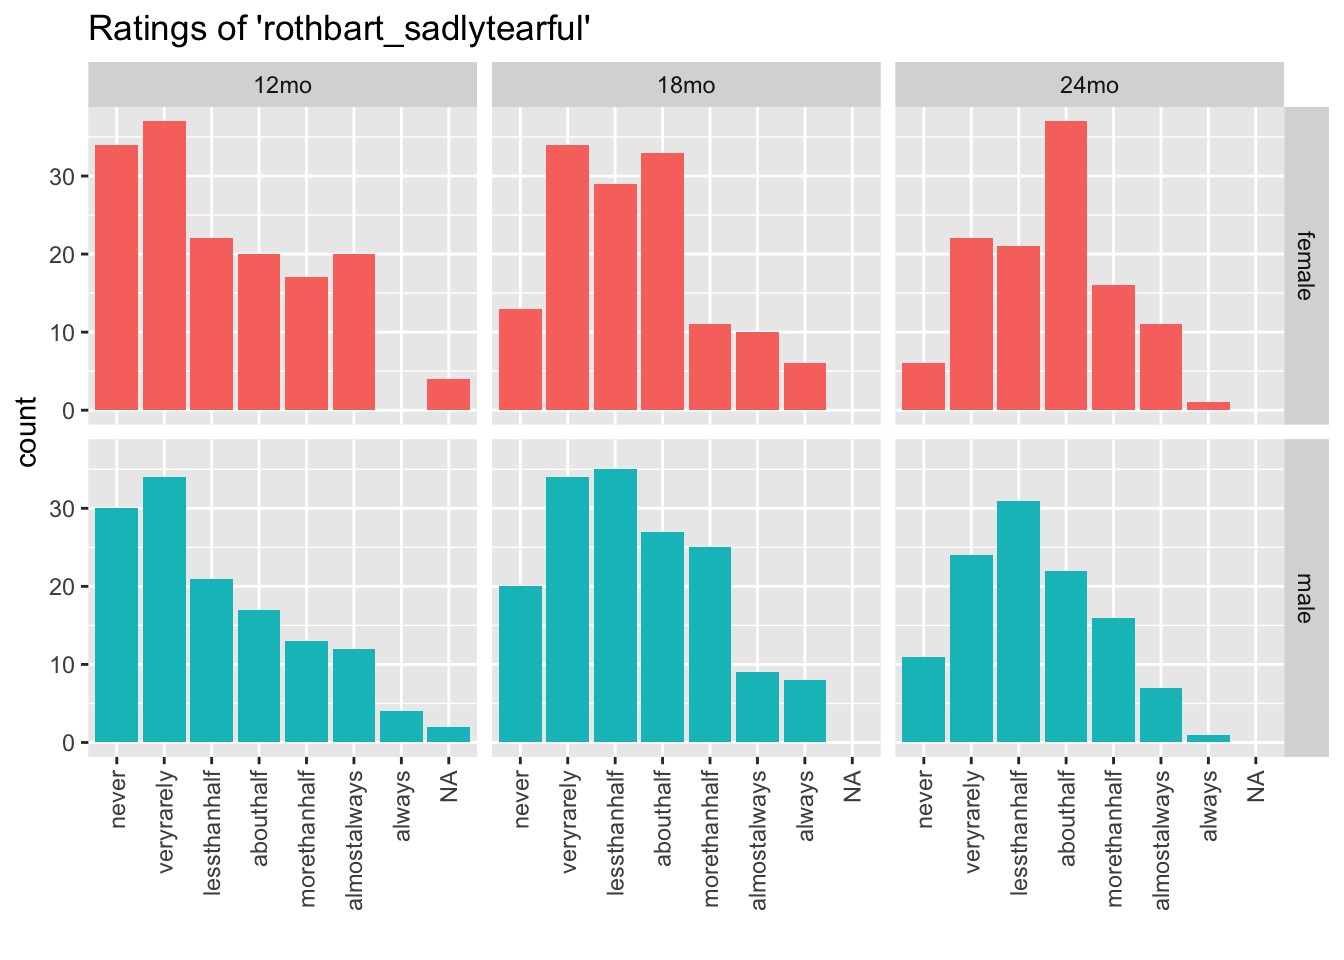 Ratings of 'rothbart_sadlytearful'
12mo 18mo 24mo
female
male
count
30
20
10
0
30
20
10
0
never veryrarely lessthanhalf abouthalf morethanhalf almostalways always NA never veryrarely lessthanhalf abouthalf morethanhalf almostalways always NA never veryrarely lessthanhalf abouthalf morethanhalf almostalways always NA